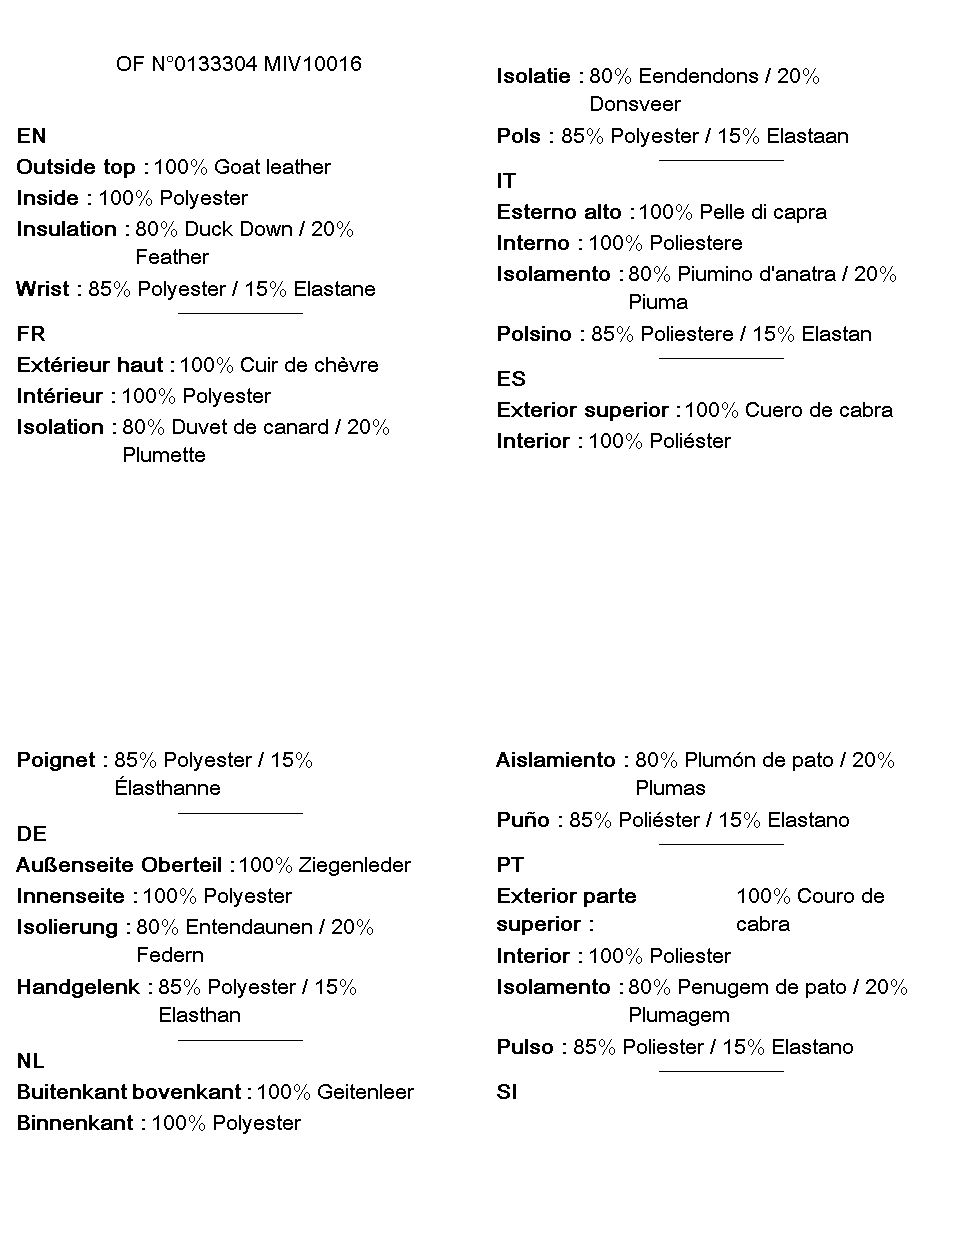 OF N°0133304 MIV10016
EN
Outside top : 100% Goat leather
Inside : 100% Polyester
Insulation : 80% Duck Down / 20%
Feather
Wrist : 85% Polyester / 15% Elastane
FR
Extérieur haut : 100% Cuir de chèvre
Intérieur : 100% Polyester
Isolation : 80% Duvet de canard / 20%
Plumette
Poignet : 85% Polyester / 15%
Élasthanne
DE
Außenseite Oberteil : 100% Ziegenleder
Innenseite : 100% Polyester
Isolierung : 80% Entendaunen / 20%
Federn
Handgelenk : 85% Polyester / 15%
Elasthan
NL
Buitenkant bovenkant : 100% Geitenleer
Binnenkant : 100% Polyester
Isolatie : 80% Eendendons / 20%
Donsveer
Pols : 85% Polyester / 15% Elastaan
IT
Esterno alto : 100% Pelle di capra
Interno : 100% Poliestere
Isolamento : 80% Piumino d'anatra / 20%
Piuma
Polsino : 85% Poliestere / 15% Elastan
ES
Exterior superior : 100% Cuero de cabra
Interior : 100% Poliéster
Aislamiento : 80% Plumón de pato / 20%
Plumas
Puño : 85% Poliéster / 15% Elastano
PT
Exterior parte 100% Couro de
superior : cabra
Interior : 100% Poliester
Isolamento : 80% Penugem de pato / 20%
Plumagem
Pulso : 85% Poliester / 15% Elastano
SI